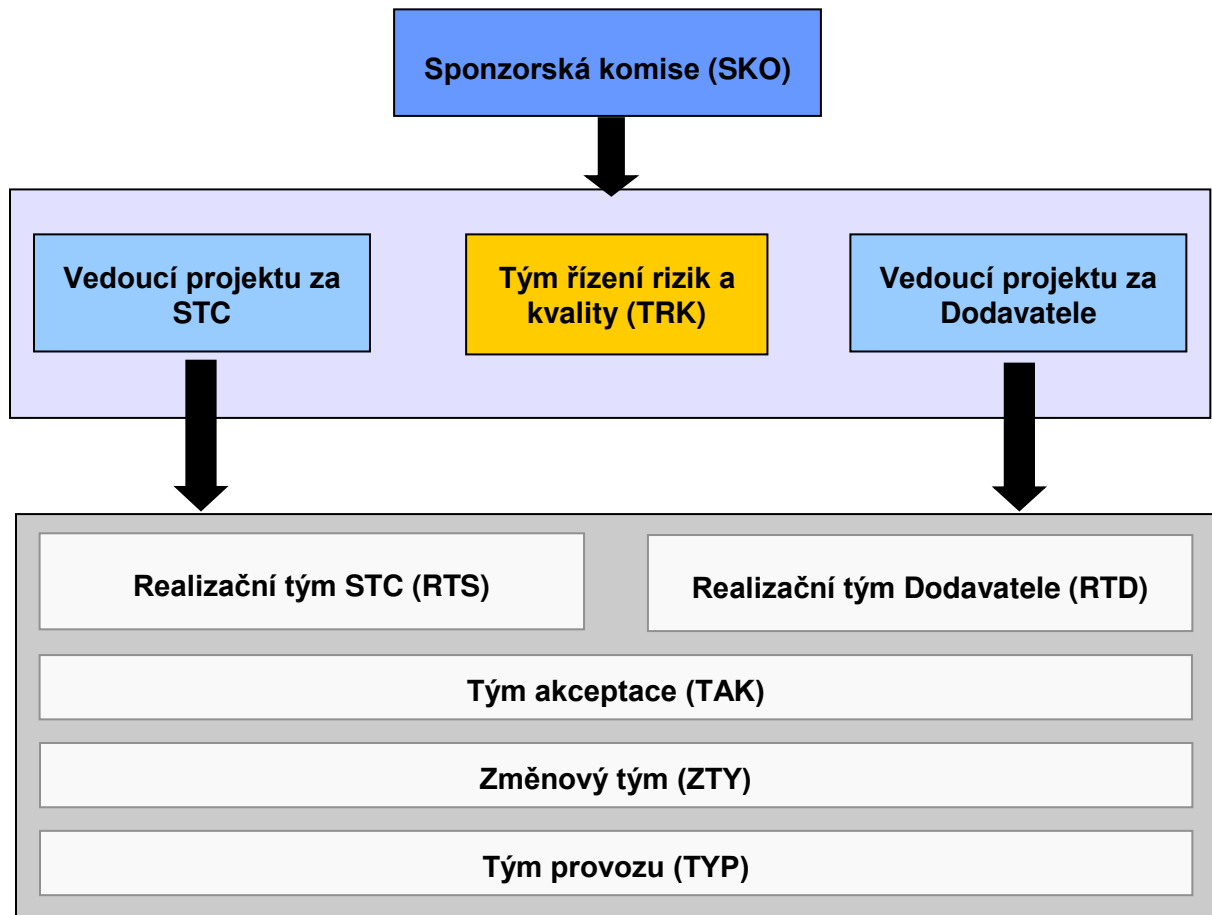 Sponzorská komise (SKO)
Vedoucí projektu za
STC
Tým řízení rizik a
kvality (TRK)
Vedoucí projektu za
Dodavatele
Realizační tým STC (RTS)
Realizační tým Dodavatele (RTD)
Tým akceptace (TAK)
Změnový tým (ZTY)
Tým provozu (TYP)